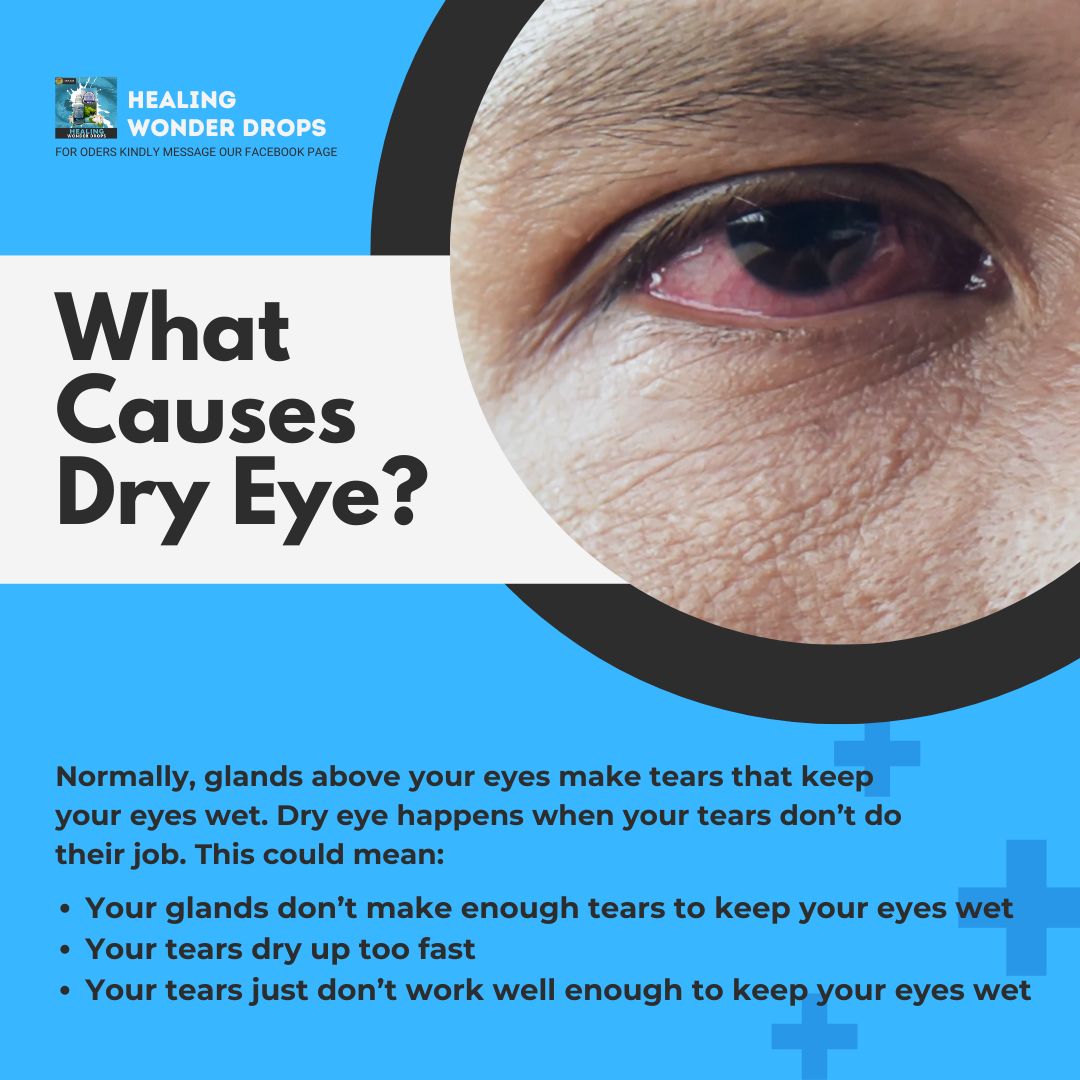 HEALING
WONDER DROPS
HEALING
WONDER DROPS
FOR ODERS KINDLY MESSAGE OUR FACEBOOK PAGE
What
Causes
Dry Eye?
Normally, glands above your eyes make tears that keep
your eyes wet. Dry eye happens when your tears don’t do
their job. This could mean:
• Your glands don’t make enough tears to keep your eyes wet
• Your tears dry up too fast
• Your tears just don’t work well enough to keep your eyes wet